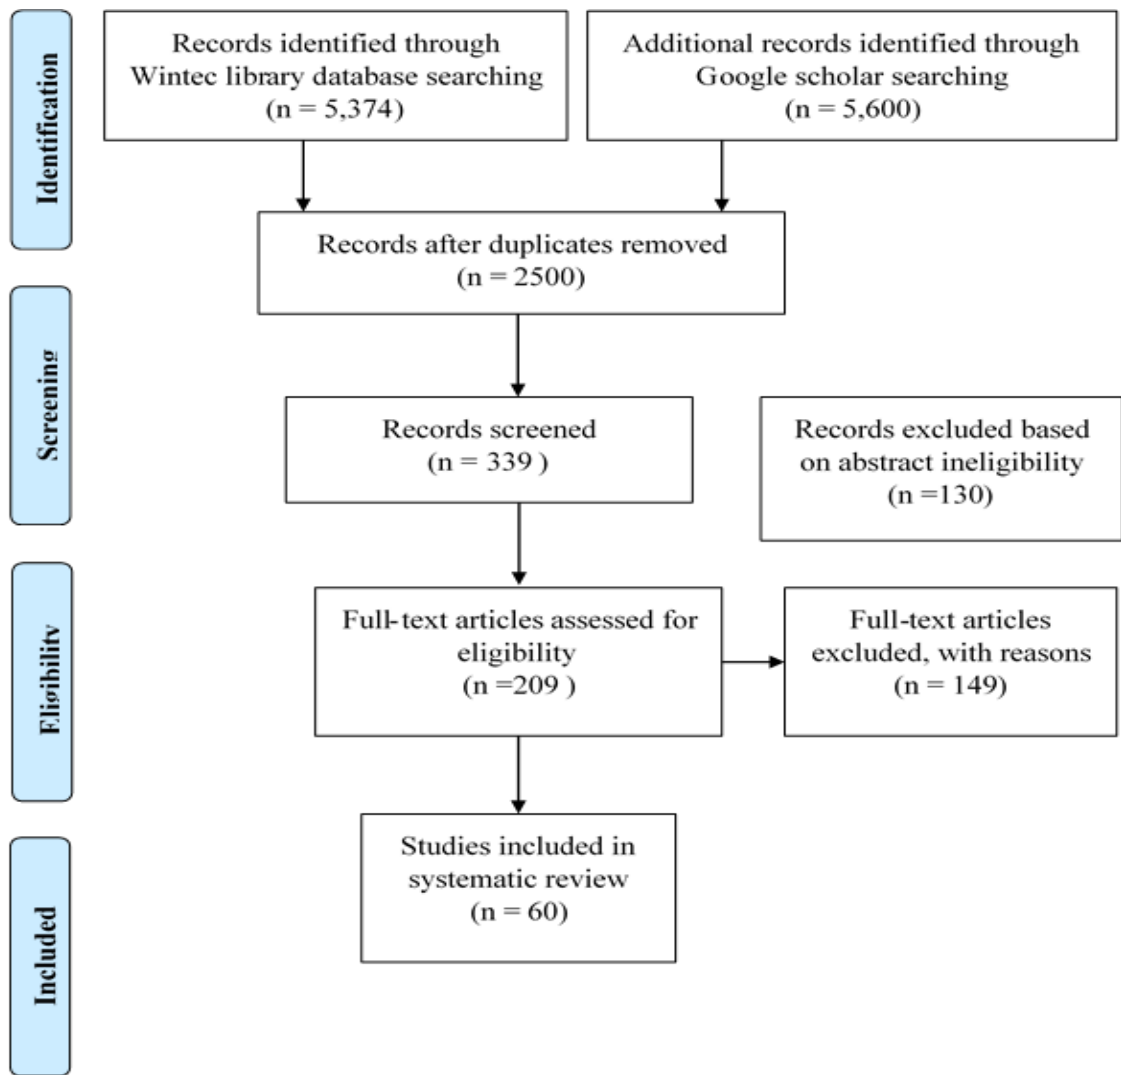 Identification
Records identified through
Wintec library database searching
(n = 5,374)
Additional records identified through
Google scholar searching
(n = 5,600)
Records after duplicates removed
(n = 2500)
Screening
Records screened
(n = 339 )
Records excluded based
on abstract ineligibility
(n =130)
Eligibility
Full-text articles assessed for
eligibility
(n =209 )
Full-text articles
excluded, with reasons
(n = 149)
Included
Studies included in
systematic review
(n = 60)